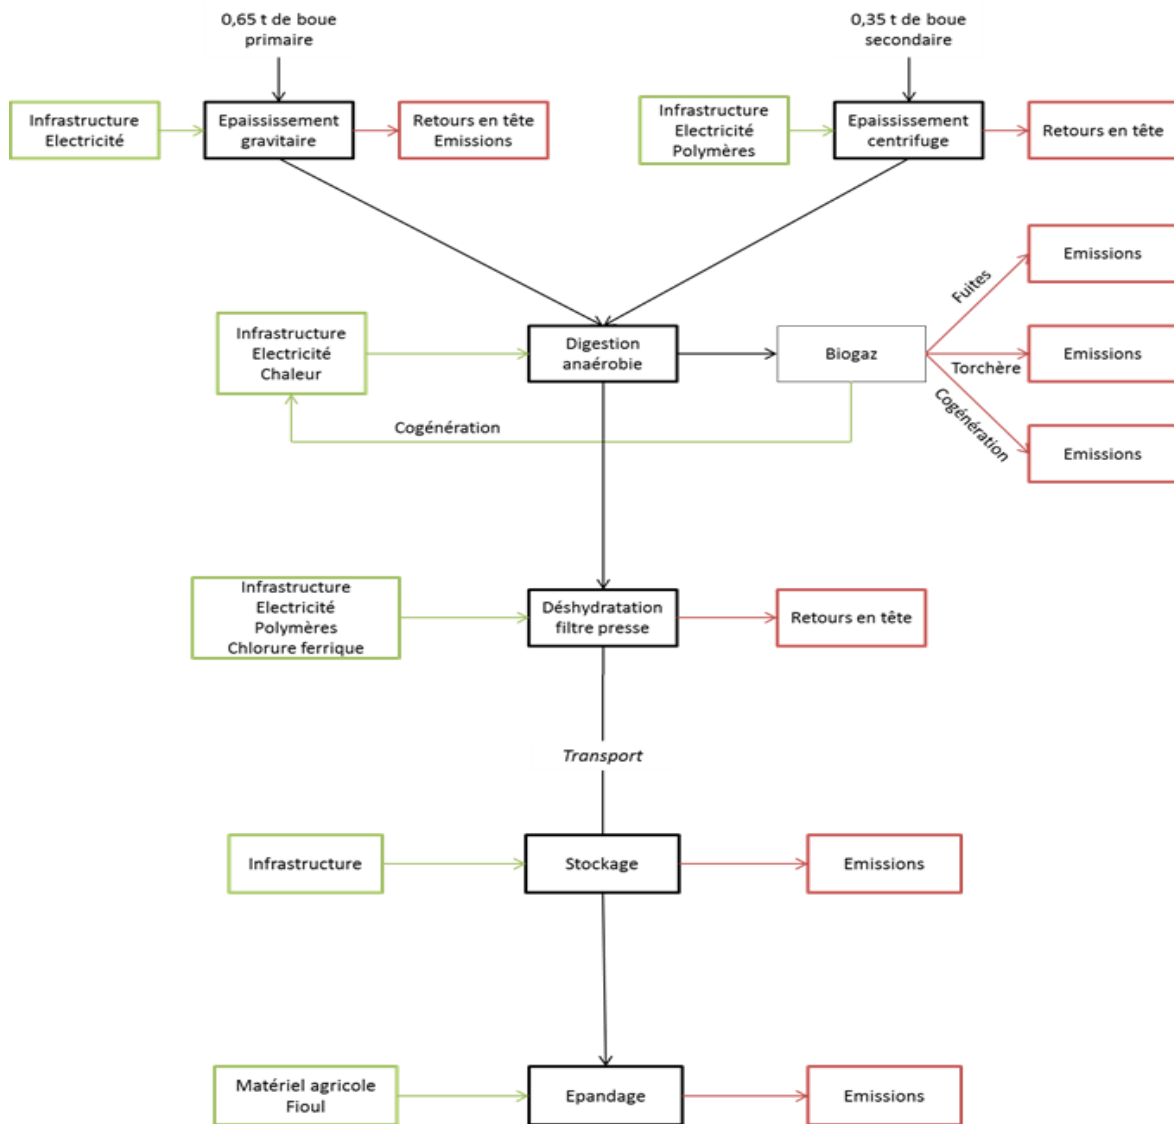 0,65 t de boue
primaire
0,35 t de boue
secondaire
Infrastructure
Electricité
Epaississement
gravitaire
Retours en tête
Emissions
Infrastructure
Electricité
Polymères
Epaississement
centrifuge
Retours en tête
Emissions
Fuites
Infrastructure
Electricité
Chaleur
Digestion
anaérobie
Biogaz
Torchère
Emissions
Cogénération
Cogénération
Emissions
Infrastructure
Electricité
Polymères
Chlorure ferrique
Déshydratation
filtre presse
Retours en tête
Transport
Infrastructure
Stockage
Emissions
Matériel agricole
Fioul
Epandage
Emissions